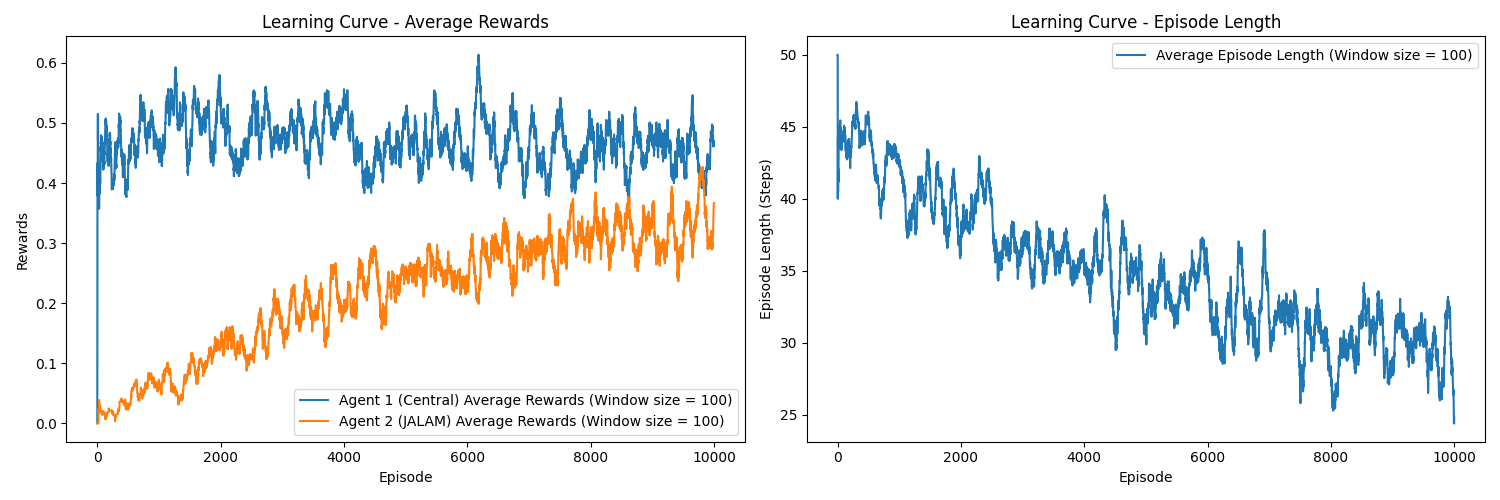 Learning Curve - Average Rewards
Rewards
0.6
0.5
0.4
0.3
0.2
0.1
0.0
Agent 1 (Central) Average Rewards (Window size = 100)
Agent 2 (JALAM) Average Rewards (Window size = 100)
0 2000 4000 6000 8000 10000
Episode
Learning Curve - Episode Length
Episode Length (Steps)
50
45
40
35
30
25
Average Episode Length (Window size = 100)
0 2000 4000 6000 8000 10000
Episode